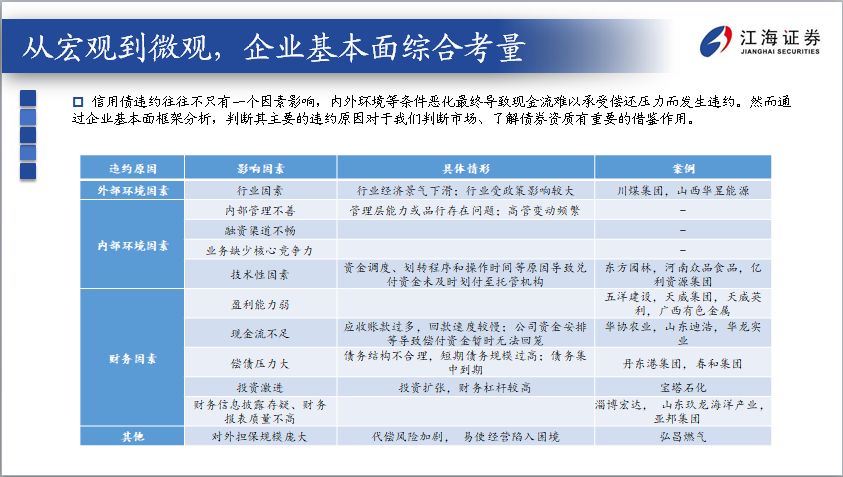 从宏观到微观，企业基本面综合考量
江海证券
JIANGHAI SECURITIES
信用债违约往往不只有一个因素影响，内外环境等条件恶化最终导致现金流难以承受偿还压力而发生违约。然而通
过企业基本面框架分析，判断其主要的违约原因对于我们判断市场、了解债券资质有重要的借鉴作用。
违约原因 影响因素 具体情形 案例
外部环境因素 行业因素 行业经济景气下滑；行业受政策影响较大 川煤集团，山西华昱能源
内部环境因素
内部管理不善 管理层能力或品行存在问题；高管变动频繁 -
融资渠道不畅 -
业务缺少核心竞争力 -
技术性因素 资金调度、划转程序和操作时间等原因导致兑
付资金未及时划付至托管机构
东方园林，河南众品食品，亿
利资源集团
财务因素
盈利能力弱 五洋建设，天威集团，天威英
利，广西有色金属
现金流不足 应收账款过多，回款速度较慢；公司资金安排
等导致偿付资金暂时无法回笼
华协农业，山东迪浩，华龙实
业
偿债压力大 债务结构不合理，短期债务规模过高；债务集
中到期
丹东港集团，春和集团
投资激进 投资扩张，财务杠杆较高 宝塔石化
财务信息披露存疑、财务
报表质量不高
淄博宏达， 山东玖龙海洋产业，
亚邦集团
其他 对外担保规模庞大 代偿风险加剧， 易使经营陷入困境 弘昌燃气